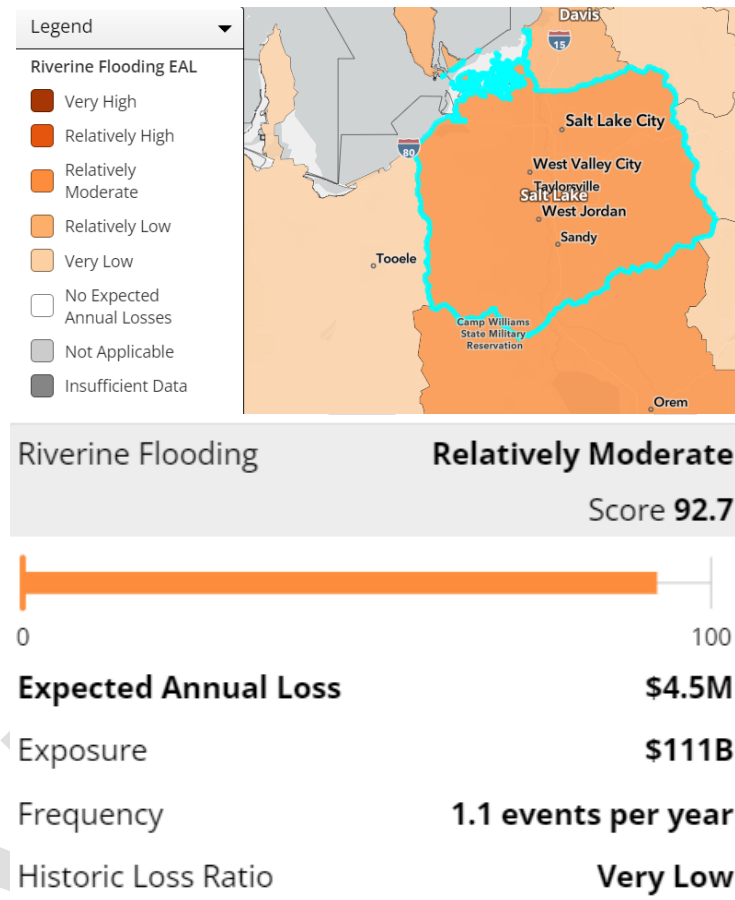 Legend
Riverine Flooding EAL
Very High
Relatively High
Relatively
Moderate
Relatively Low
Very Low
No Expected
Annual Losses
Not Applicable
Insufficient Data
Davis
15
Salt Lake City
80
West Valley City
Taylorsville
Salt Lake
West Jordan
Sandy
Tooele
Camp Williams
State Military
Reservation
Orem
Riverine Flooding
Relatively Moderate
Score 92.7
0
100
Expected Annual Loss
$4.5M
Exposure
$111B
Frequency
1.1 events per year
Historic Loss Ratio
Very Low